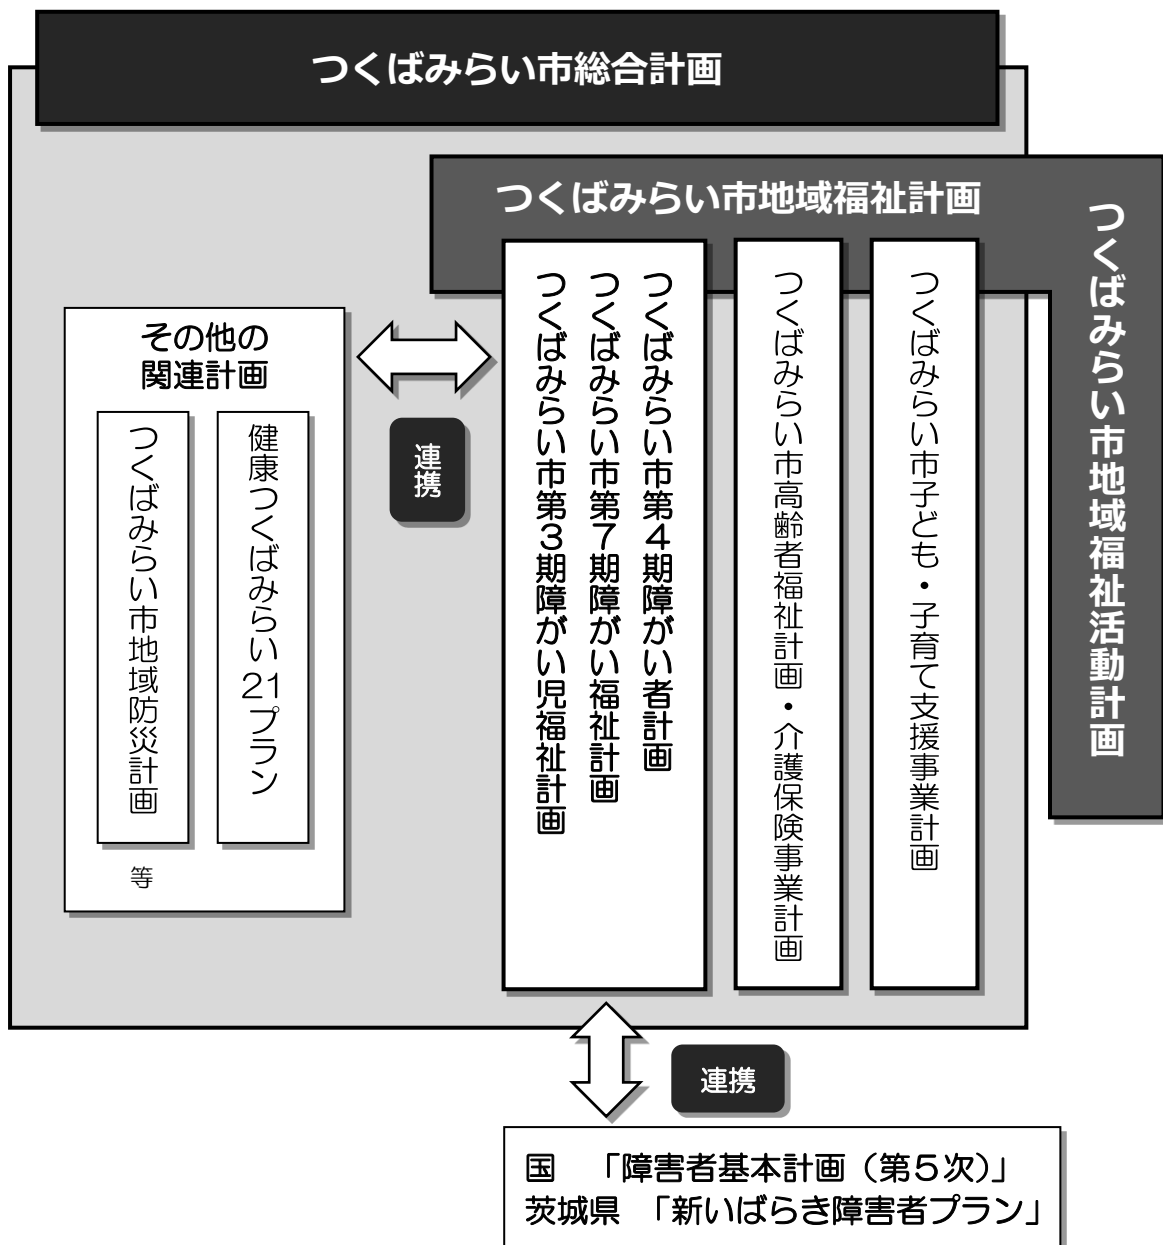 つくばみらい市総合計画
つくばみらい市地域福祉計画
つくばみらい市地域福祉活動計画
つくばみらい市子ども・子育て支援事業計画
つくばみらい市高齢者福祉計画・介護保険事業計画
つくばみらい市第4期障がい者計画
つくばみらい市第7期障がい福祉計画
つくばみらい市第3期障がい児福祉計画
連携
その他の
関連計画
健康つくばみらい21プラン
つくばみらい市地域防災計画
等
連携
国　「障害者基本計画（第5次）」
茨城県　「新いばらき障害者プラン」